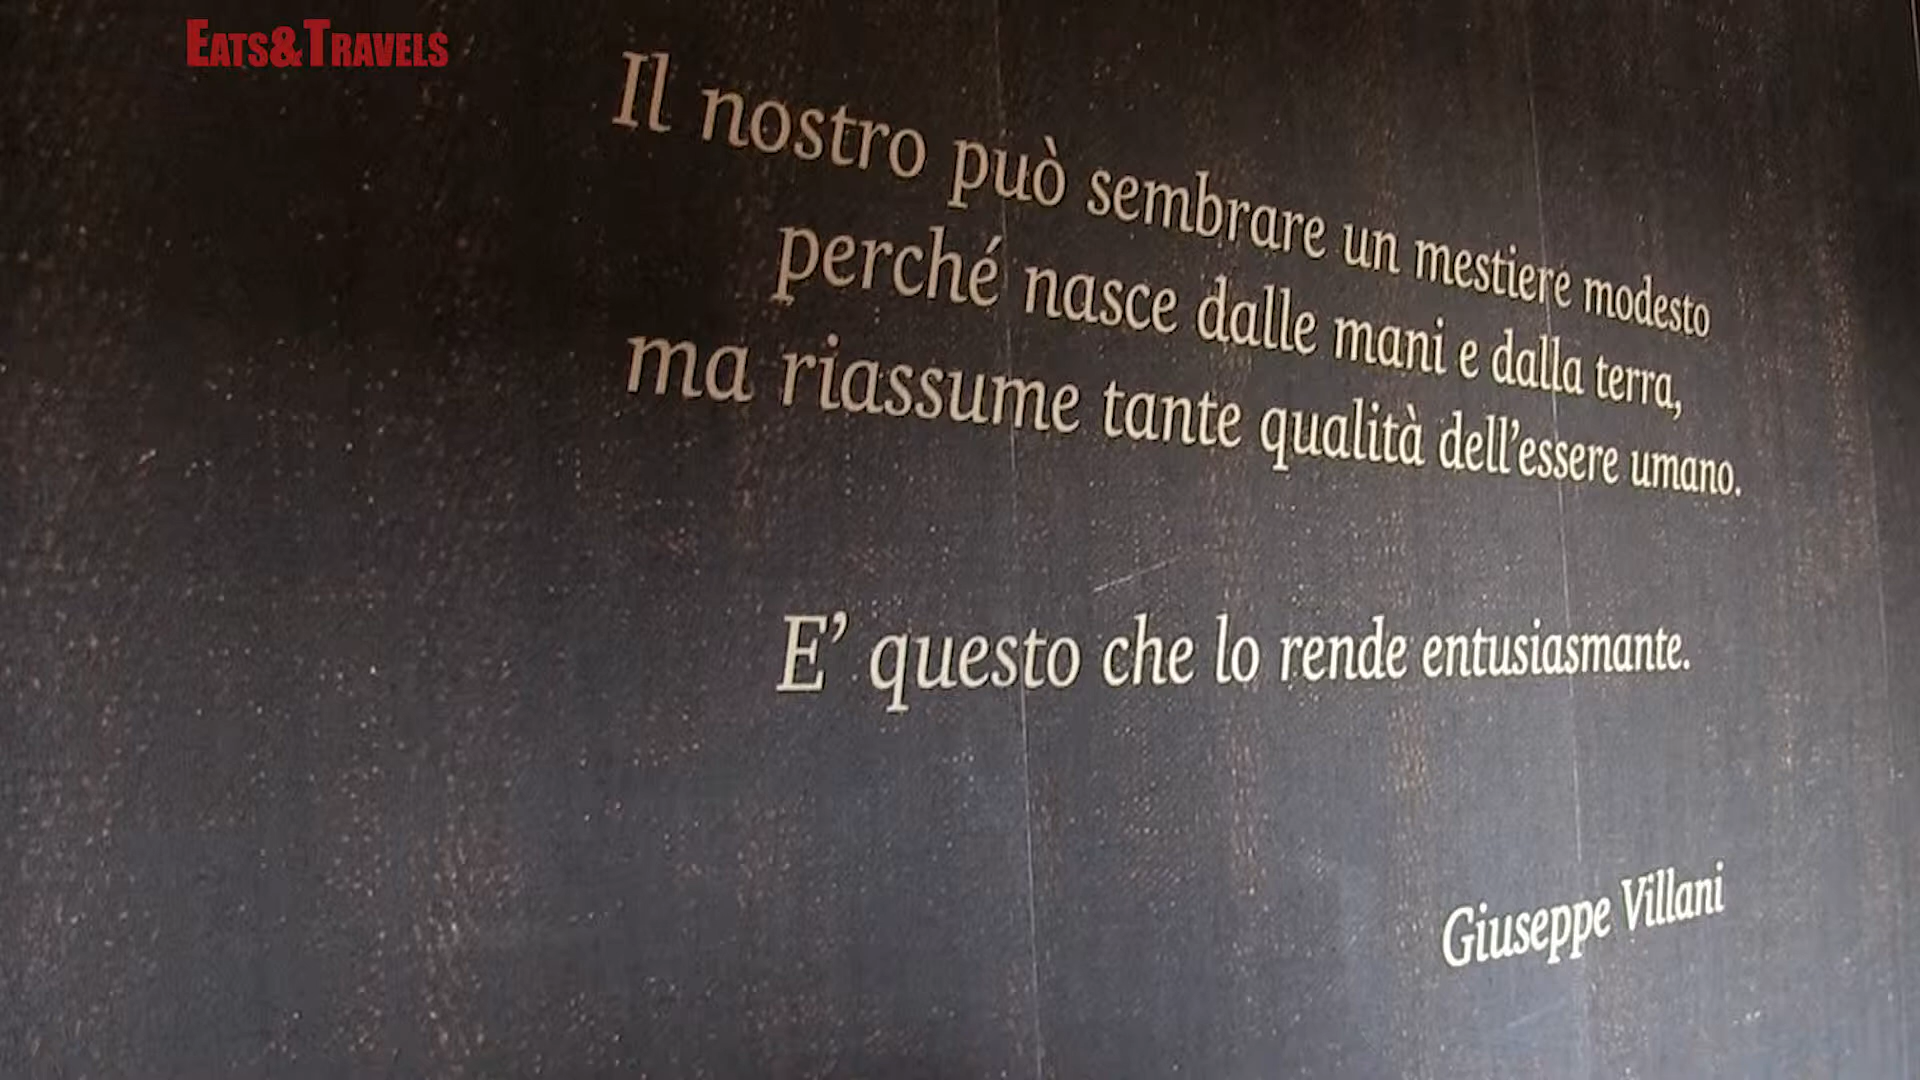 EATS&TRAVELS
Il nostro può sembrare un mestiere modesto
perché nasce dalle mani e dalla terra,
ma riassume tante qualità dell’essere umano.
E’ questo che lo rende entusiasmante.
Giuseppe Villani